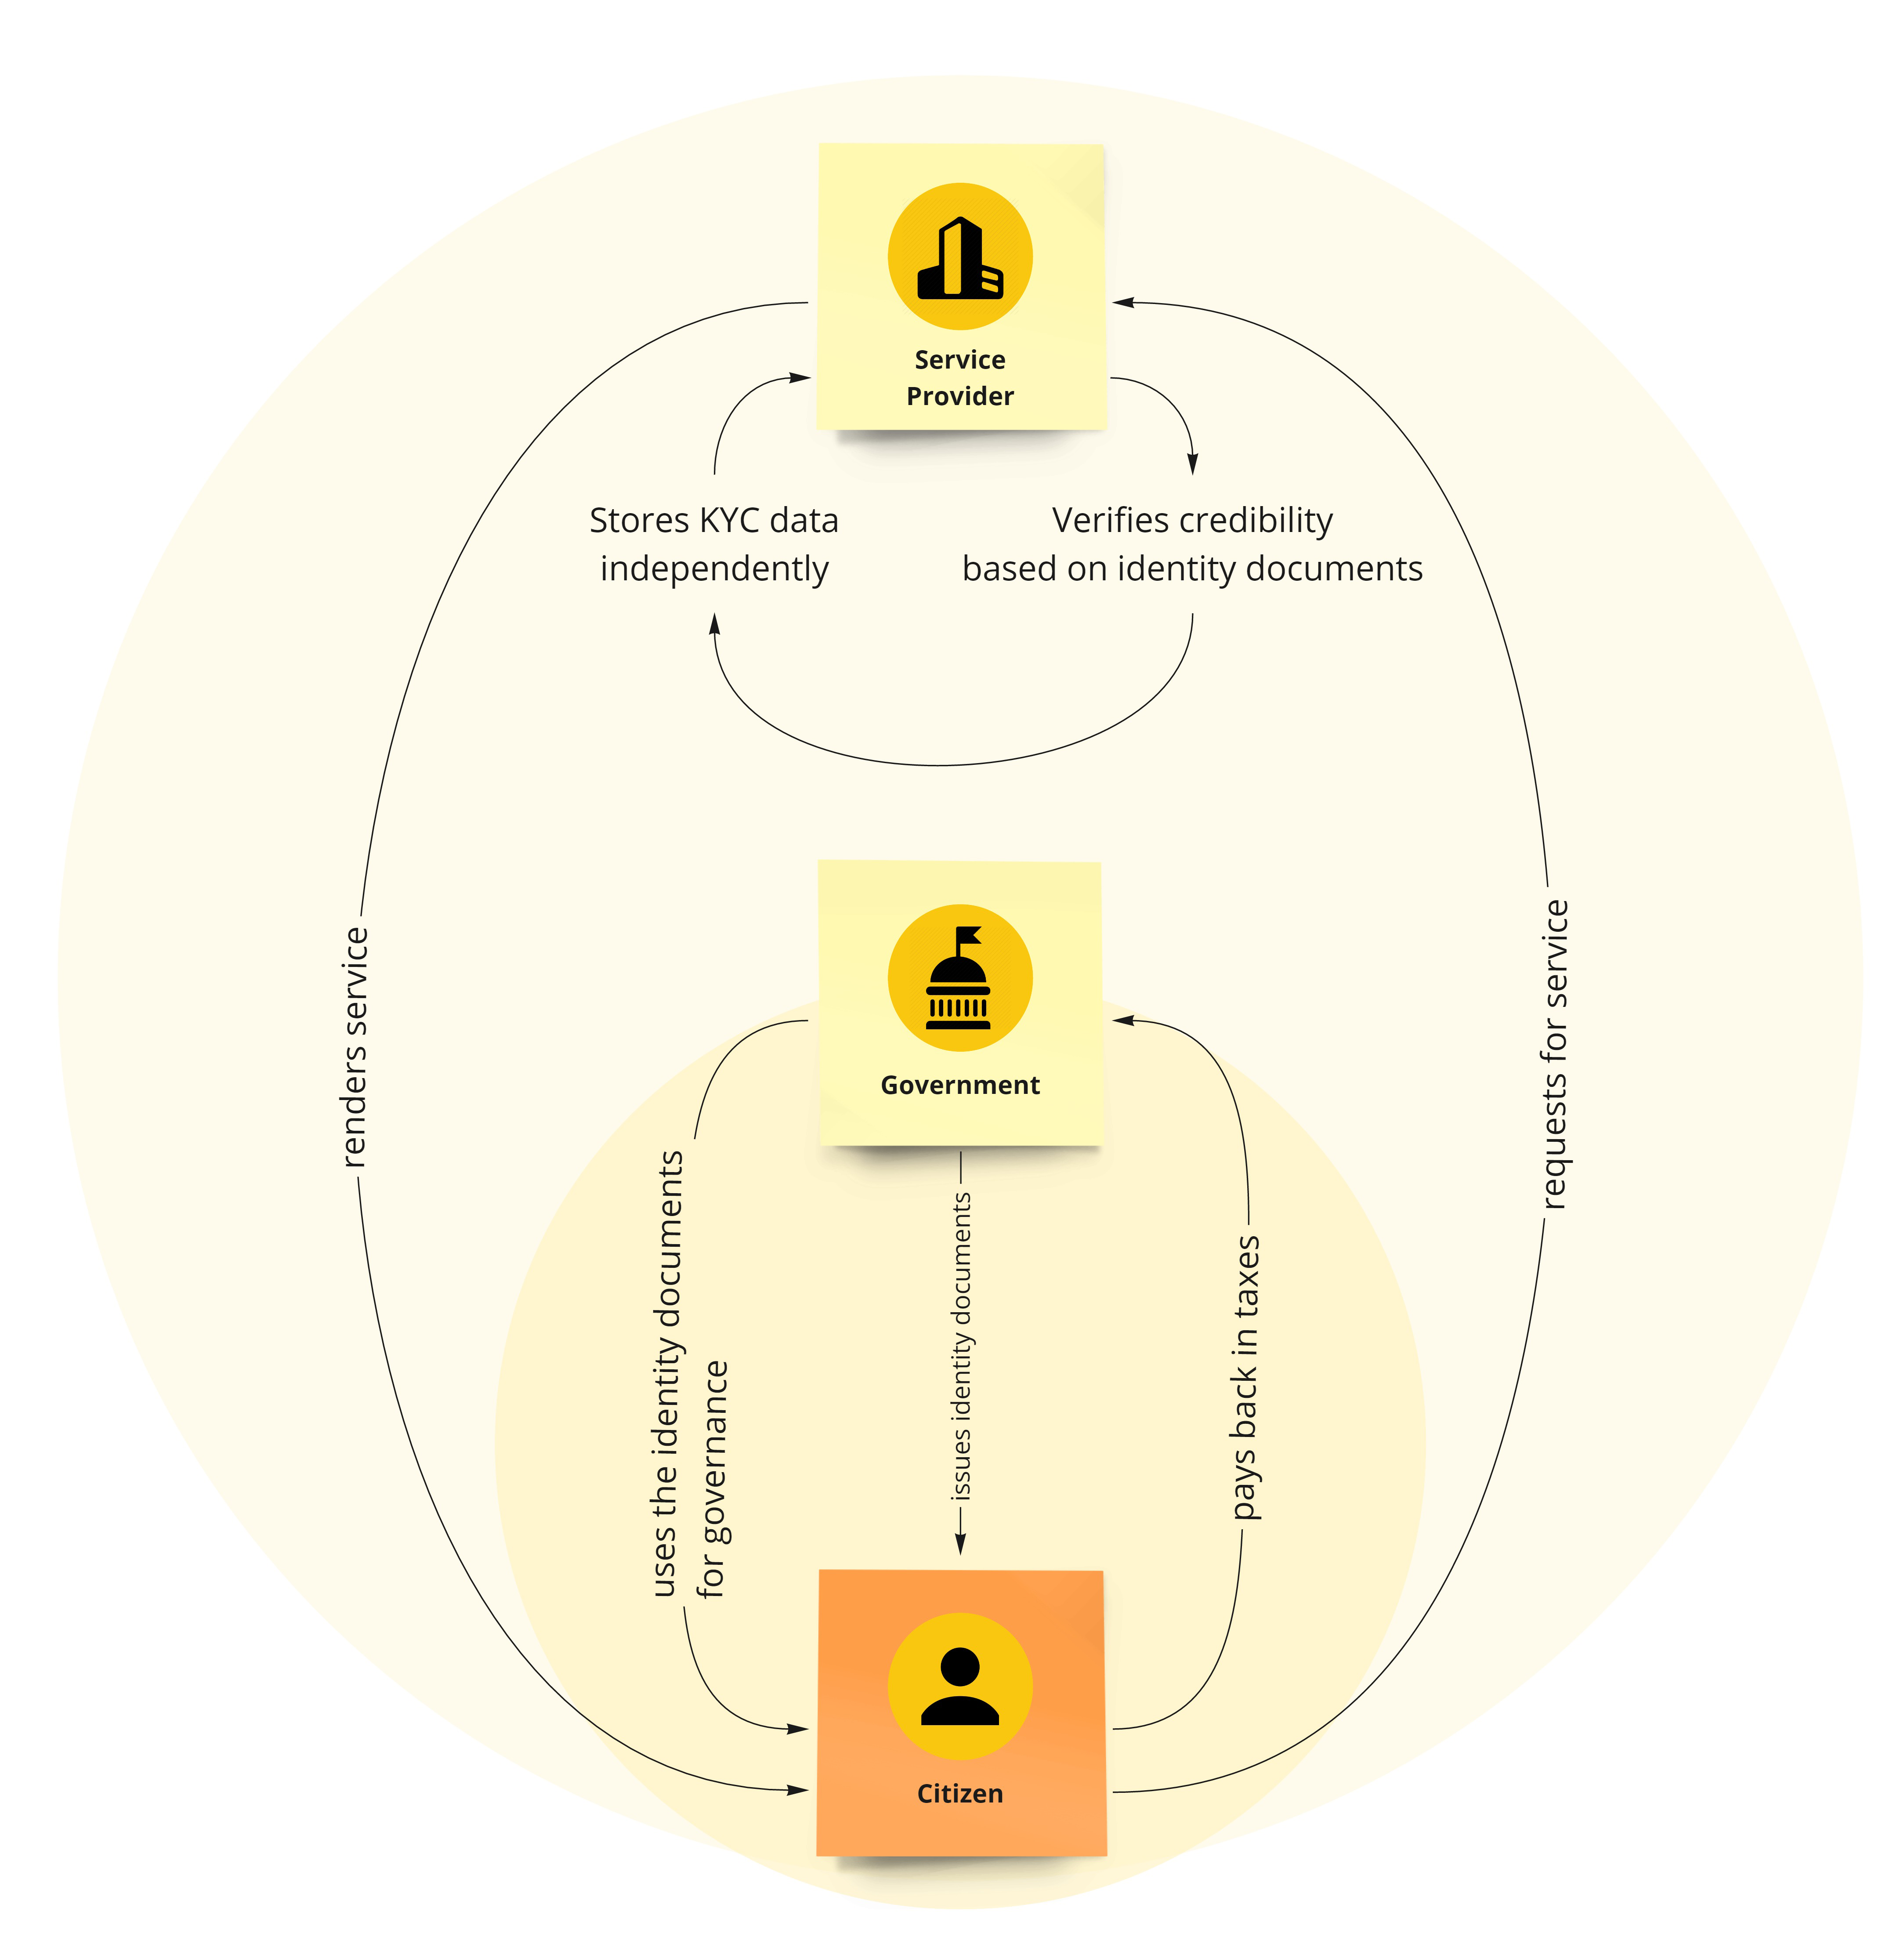 Service
Provider
Stores KYC data
independently
Verifies credibility
based on identity documents
renders service
requests for service
Government
uses the identity documents
for governance
issues identity documents
pays back in taxes
Citizen